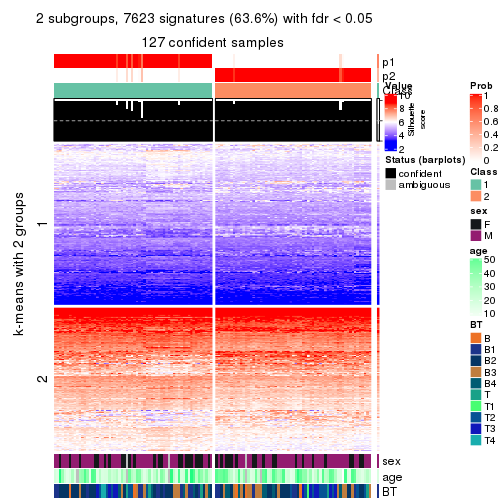 2 subgroups, 7623 signatures (63.6%) with fdr < 0.05
127 confident samples
p1
p2
Class
Silhouette
score
k-means with 2 groups
1
2
sex
age
BT
Value
10
8
6
4
2
Status (barplots)
confident
ambiguous
Prob
1
0.8
0.6
0.4
0.2
0
Class
1
2
sex
F
M
age
50
40
30
20
10
BT
B
B1
B2
B3
B4
T
T1
T2
T3
T4